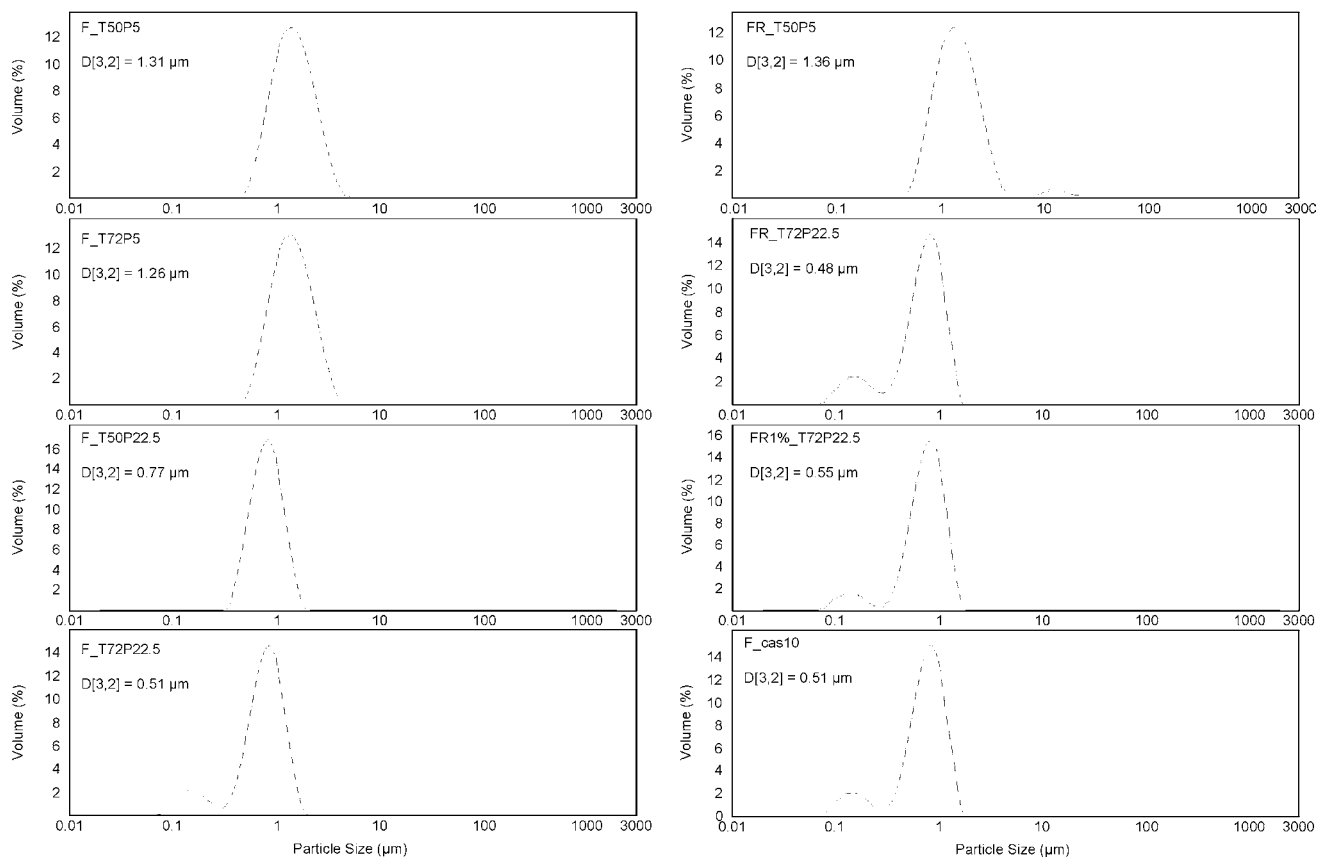 F_T50P5
D[3,2] = 1.31 µm
Volume (%)
12
10
8
6
4
2
0.01 0.1 1 10 100 1000 3000
FR_T50P5
D[3,2] = 1.36 µm
Volume (%)
12
10
8
6
4
2
0.01 0.1 1 10 100 1000 3000
F_T72P5
D[3,2] = 1.26 µm
Volume (%)
12
10
8
6
4
2
0.01 0.1 1 10 100 1000 3000
FR_T72P22.5
D[3,2] = 0.48 µm
Volume (%)
14
12
10
8
6
4
2
0.01 0.1 1 10 100 1000 3000
F_T50P22.5
D[3,2] = 0.77 µm
Volume (%)
16
14
12
10
8
6
4
2
0.01 0.1 1 10 100 1000 3000
FR1%_T72P22.5
D[3,2] = 0.55 µm
Volume (%)
16
14
12
10
8
6
4
2
0.01 0.1 1 10 100 1000 3000
F_T72P22.5
D[3,2] = 0.51 µm
Volume (%)
14
12
10
8
6
4
2
0.01 0.1 1 10 100 1000 3000
Particle Size (µm)
F_cas10
D[3,2] = 0.51 µm
Volume (%)
14
12
10
8
6
4
2
0
0.01 0.1 1 10 100 1000 3000
Particle Size (µm)